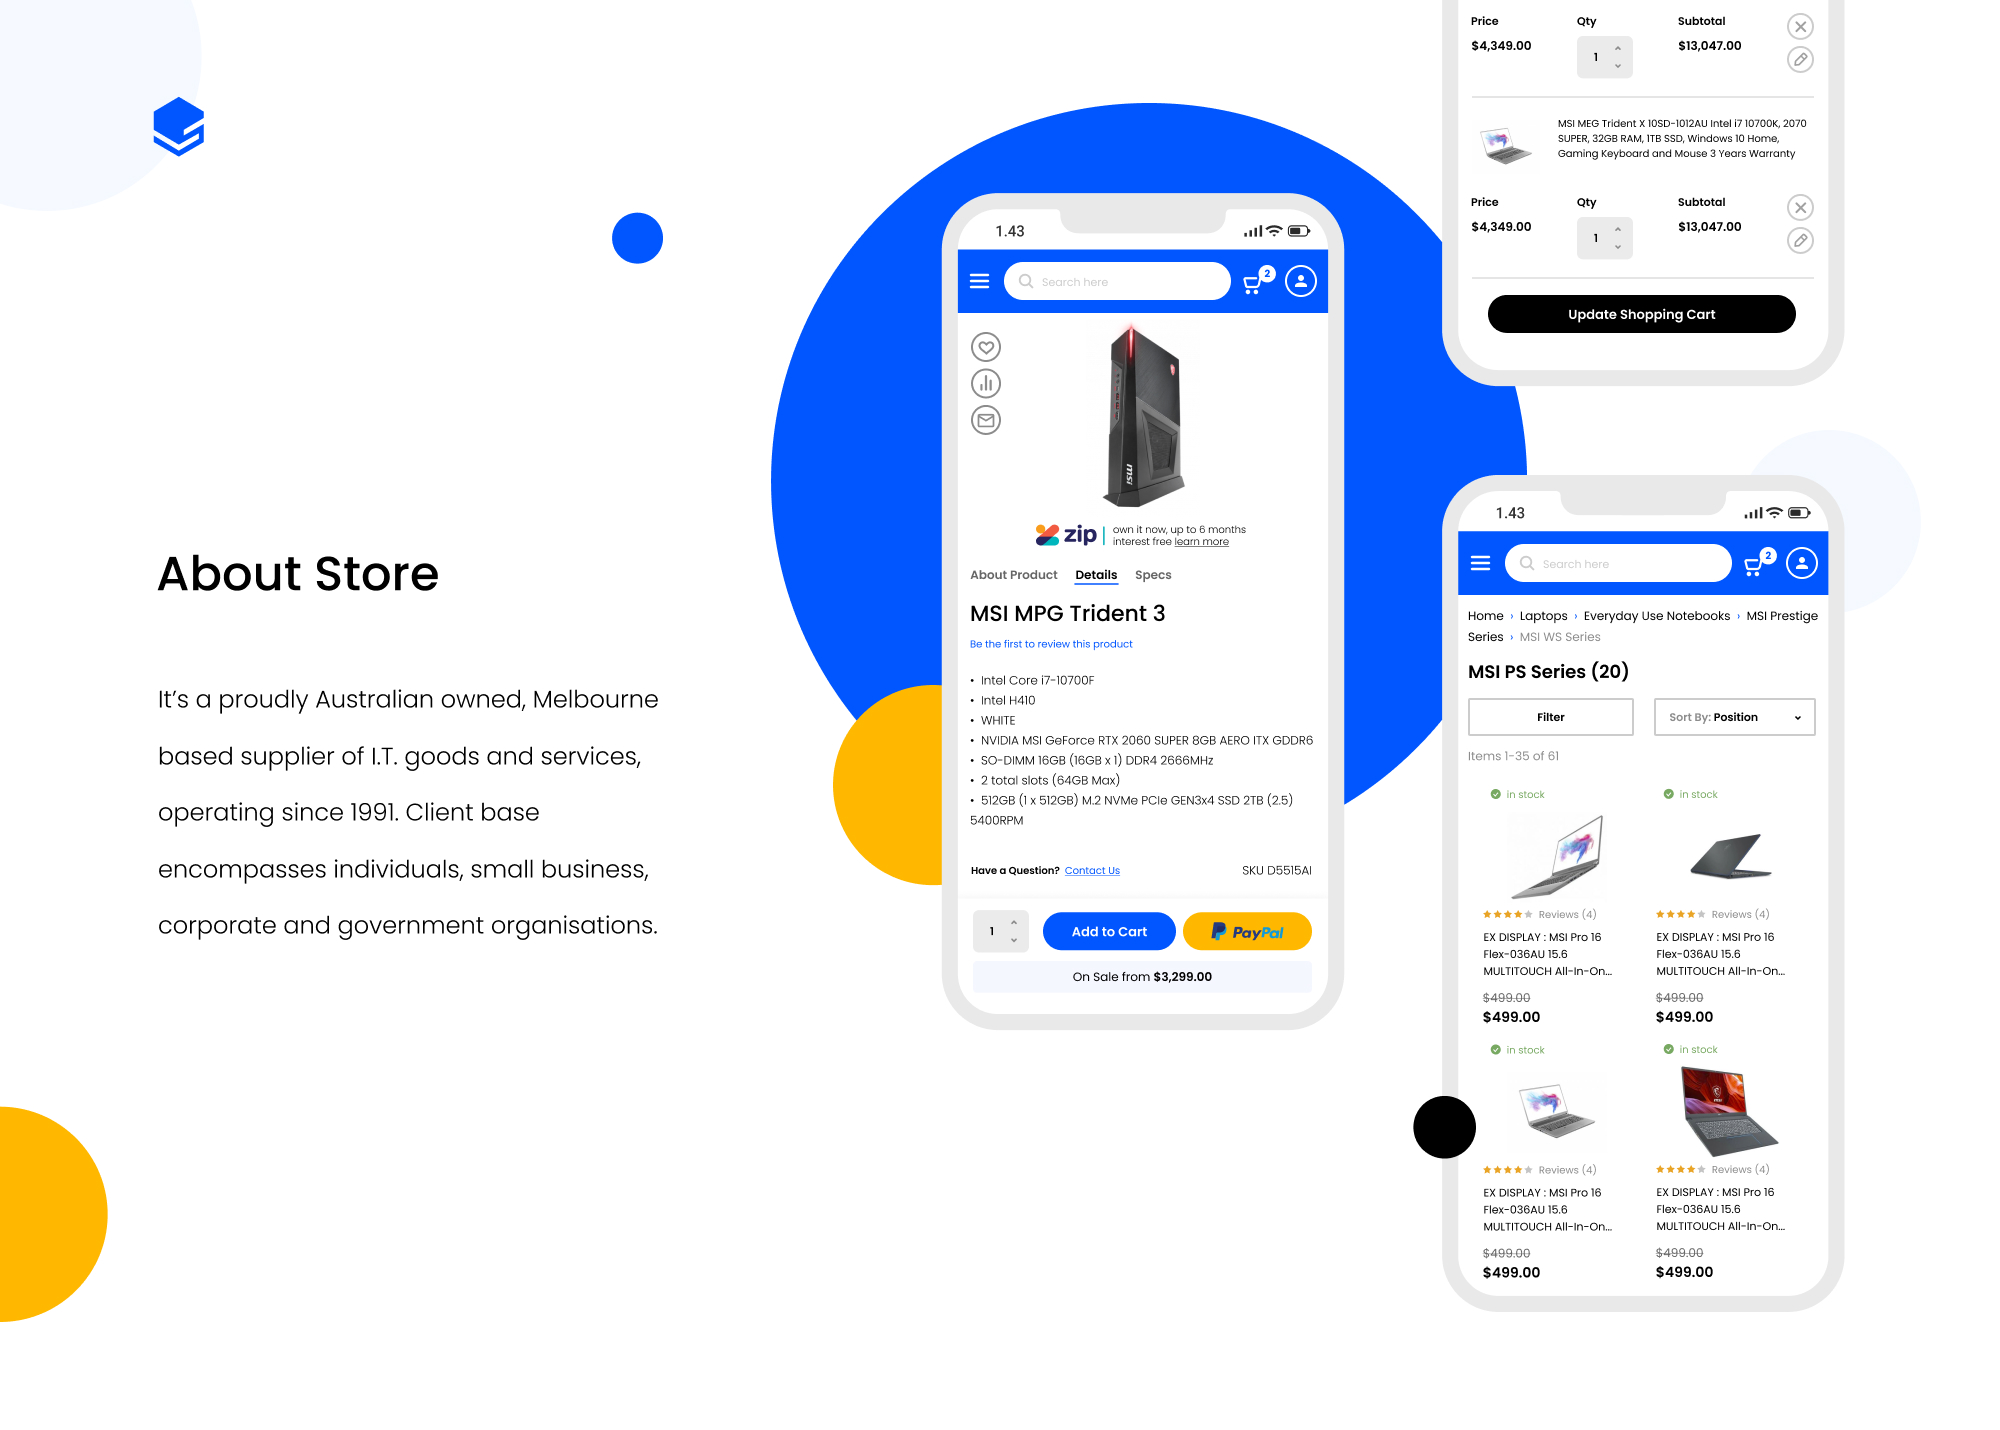 About Store
It’s a proudly Australian owned, Melbourne
based supplier of I.T. goods and services,
operating since 1991. Client base
encompasses individuals, small business,
corporate and government organisations.
1.43
Search here
2
msi
zip own it now, up to 6 months
interest free learn more
About Product Details Specs
MSI MPG Trident 3
Be the first to review this product
• Intel Core i7-10700F
• Intel H410
• WHITE
• NVIDIA MSI GeForce RTX 2060 SUPER 8GB AERO ITX GDDR6
• SO-DIMM 16GB (16GB x 1) DDR4 2666MHz
• 2 total slots (64GB Max)
• 512GB (1 x 512GB) M.2 NVMe PCIe GEN3x4 SSD 2TB (2.5)
5400RPM
Have a Question? Contact Us SKU D5515AI
1 Add to Cart PayPal
On Sale from $3,299.00
Price Qty Subtotal
$4,349.00 1 $13,047.00
MSI MEG Trident X 10SD-1012AU Intel i7 10700K, 2070
SUPER, 32GB RAM, 1TB SSD, Windows 10 Home,
Gaming Keyboard and Mouse 3 Years Warranty
Price Qty Subtotal
$4,349.00 1 $13,047.00
Update Shopping Cart
1.43
Search here
2
Home › Laptops › Everyday Use Notebooks › MSI Prestige
Series › MSI WS Series
MSI PS Series (20)
Filter Sort By: Position
Items 1-35 of 61
in stock in stock
Reviews (4) Reviews (4)
EX DISPLAY : MSI Pro 16 EX DISPLAY : MSI Pro 16
Flex-036AU 15.6 Flex-036AU 15.6
MULTITOUCH All-In-On... MULTITOUCH All-In-On...
$499.00 $499.00
$499.00 $499.00
in stock in stock
Reviews (4) Reviews (4)
EX DISPLAY : MSI Pro 16 EX DISPLAY : MSI Pro 16
Flex-036AU 15.6 Flex-036AU 15.6
MULTITOUCH All-In-On... MULTITOUCH All-In-On...
$499.00 $499.00
$499.00 $499.00